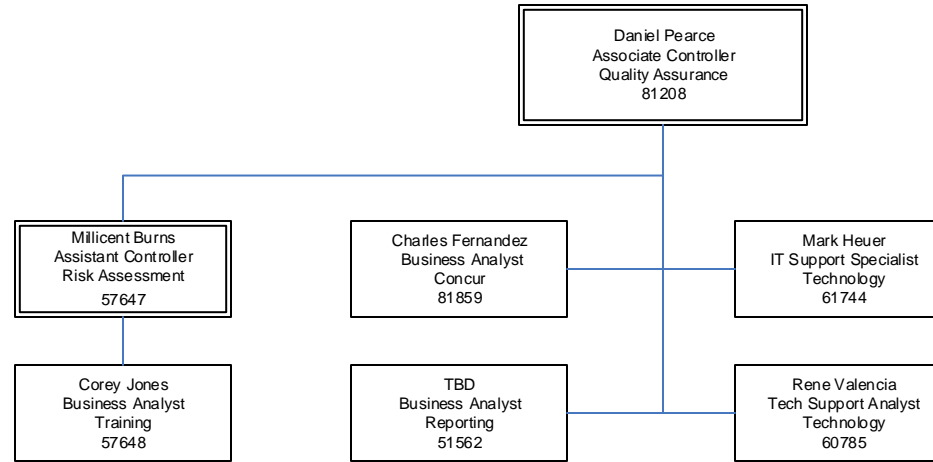 Daniel Pearce
Associate Controller
Quality Assurance
81208
Millicent Burns
Assistant Controller
Risk Assessment
57647
Charles Fernandez
Business Analyst
Concur
81859
Mark Heuer
IT Support Specialist
Technology
61744
Corey Jones
Business Analyst
Training
57648
TBD
Business Analyst
Reporting
51562
Rene Valencia
Tech Support Analyst
Technology
60785